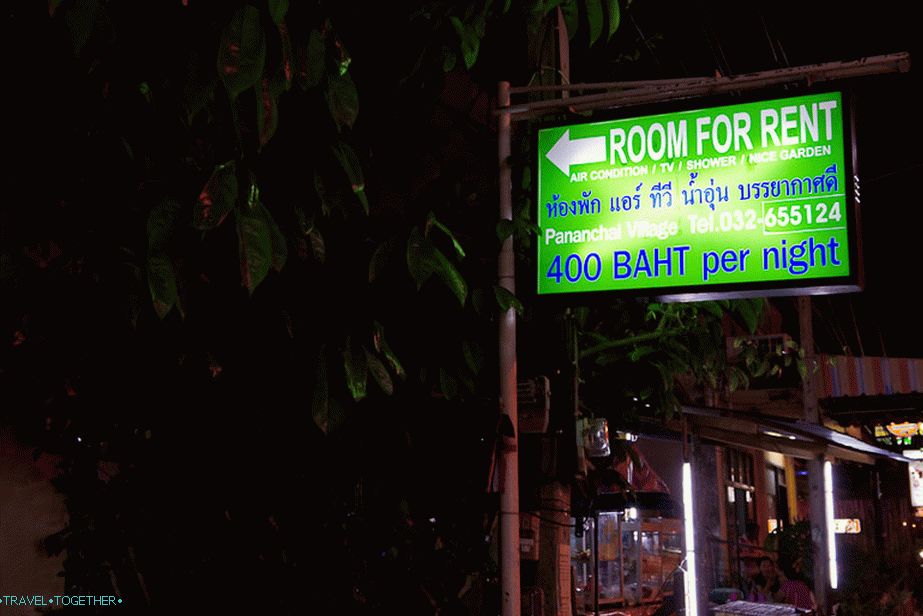 ROOM FOR RENT
AIR CONDITION / TV / SHOWER / NICE GARDEN
ห้องพัก แอร์ ทีวี น้ำอุ่น บรรยากาศดี
Pananchai Village Tel.032-655124
400 BAHT per night
•TRAVEL•TOGETHER•